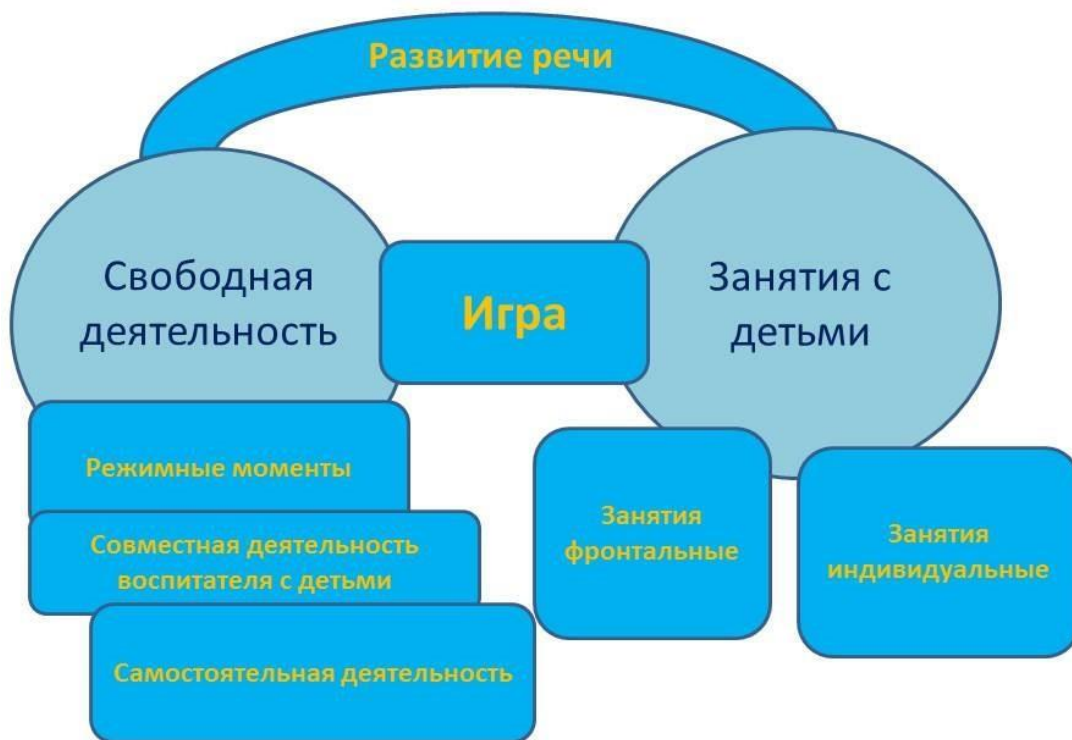 Развитие речи
Свободная
деятельность
Игра
Занятия с
детьми
Режимные моменты
Совместная деятельность
воспитателя с детьми
Самостоятельная деятельность
Занятия
фронтальные
Занятия
индивидуальные